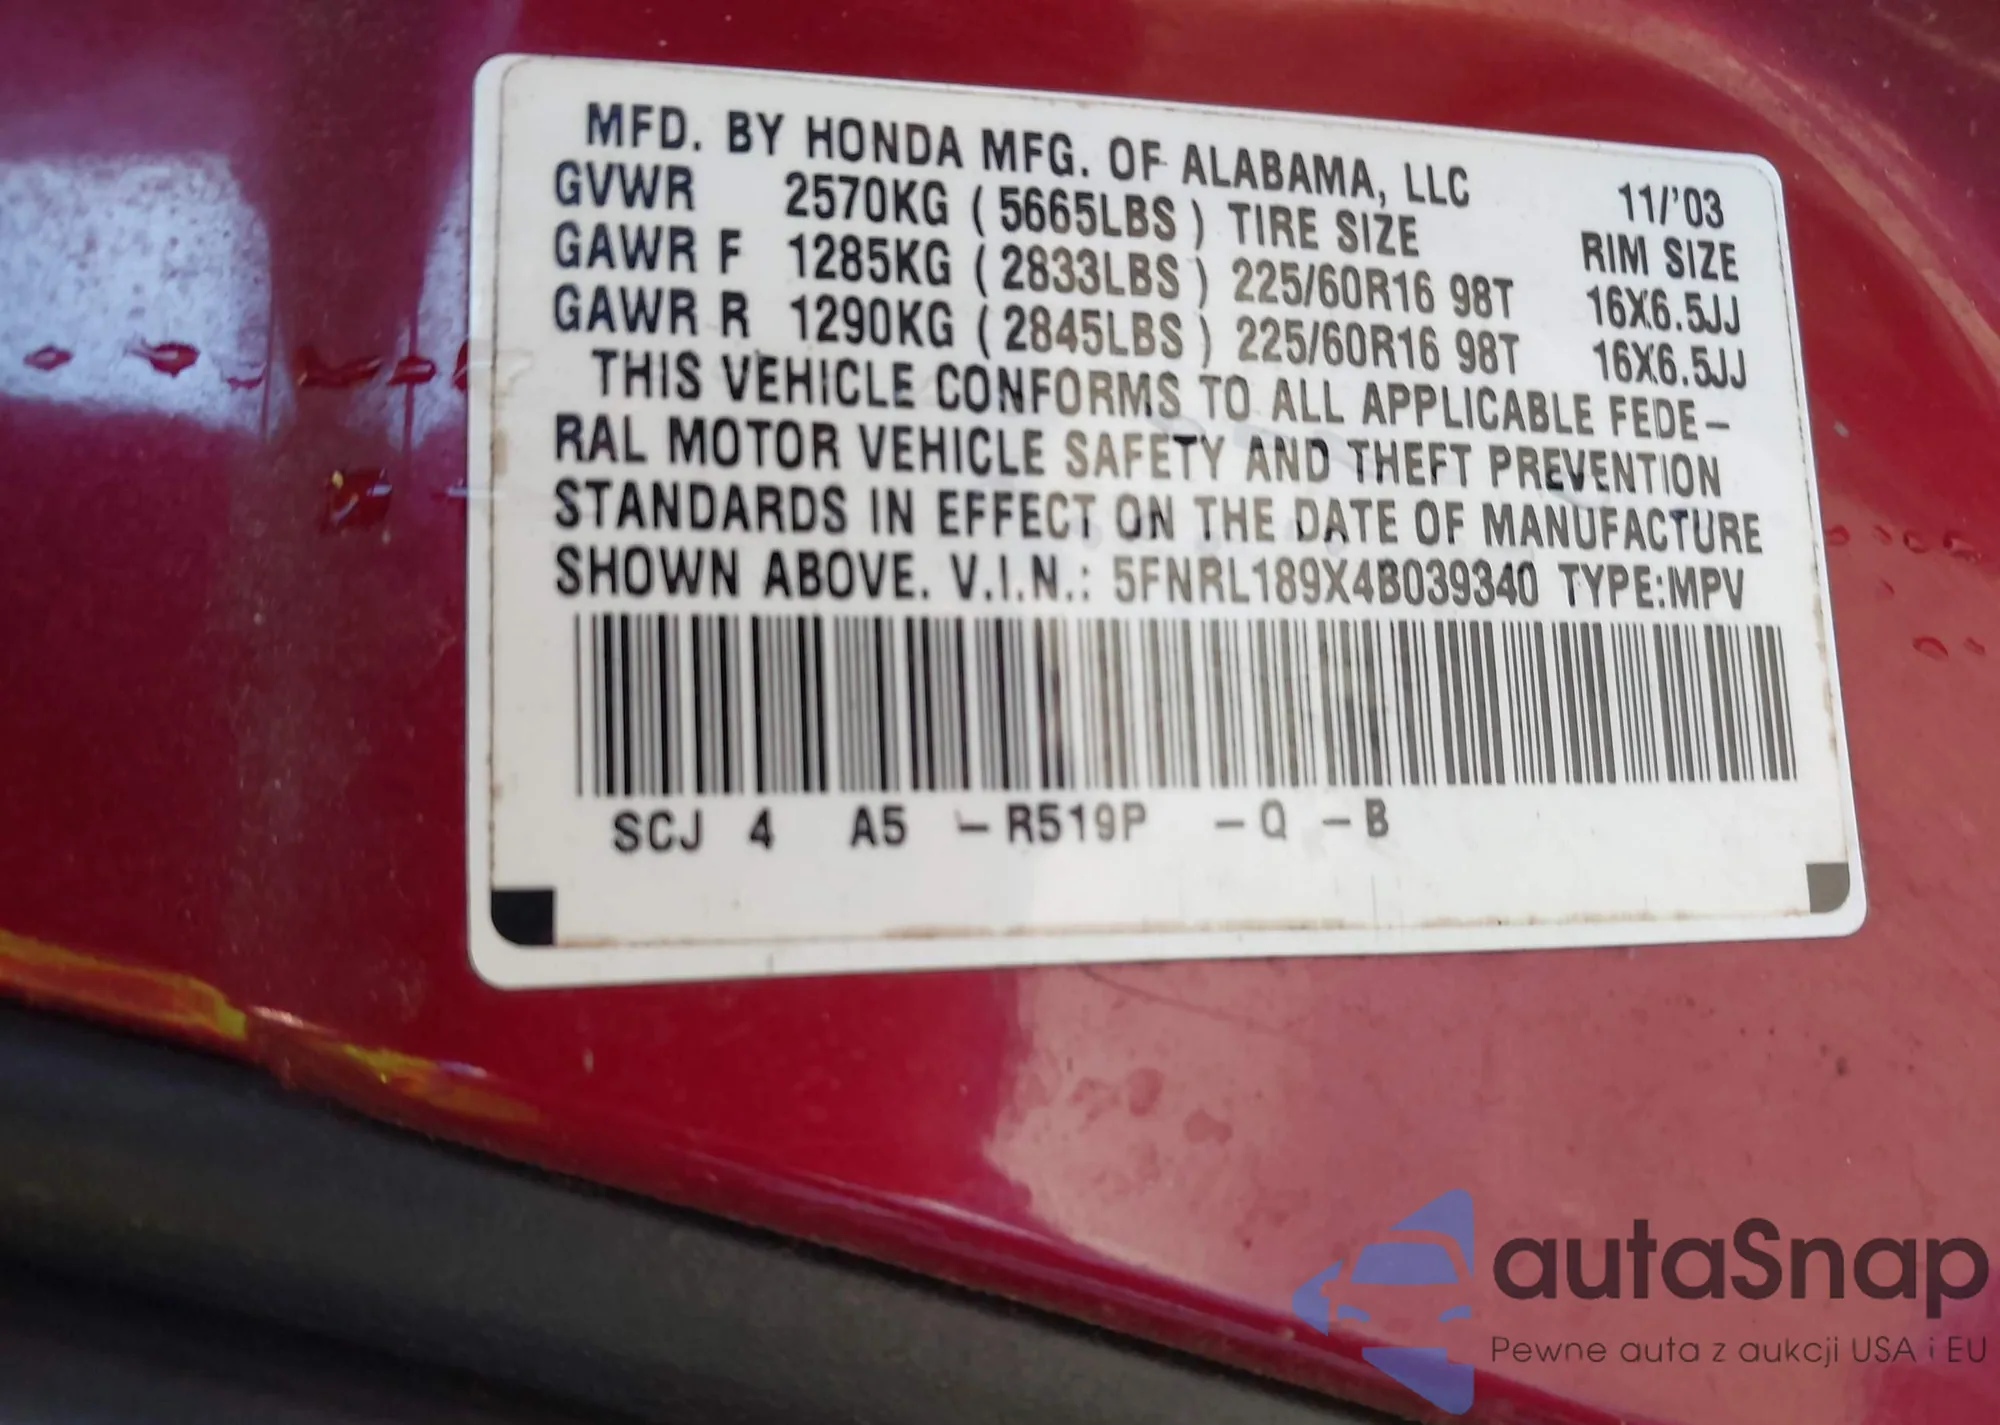 MFD. BY HONDA MFG. OF ALABAMA, LLC 11/'03
GVWR 2570KG ( 5665LBS ) TIRE SIZE RIM SIZE
GAWR F 1285KG ( 2833LBS ) 225/60R16 98T 16X6.5JJ
GAWR R 1290KG ( 2845LBS ) 225/60R16 98T 16X6.5JJ
THIS VEHICLE CONFORMS TO ALL APPLICABLE FEDE-
RAL MOTOR VEHICLE SAFETY AND THEFT PREVENTION
STANDARDS IN EFFECT ON THE DATE OF MANUFACTURE
SHOWN ABOVE. V.I.N.: 5FNRL189X4B039340 TYPE:MPV
SCJ 4 A5 - R519P - Q - B
autaSnap
Pewne auta z aukcji USA i EU